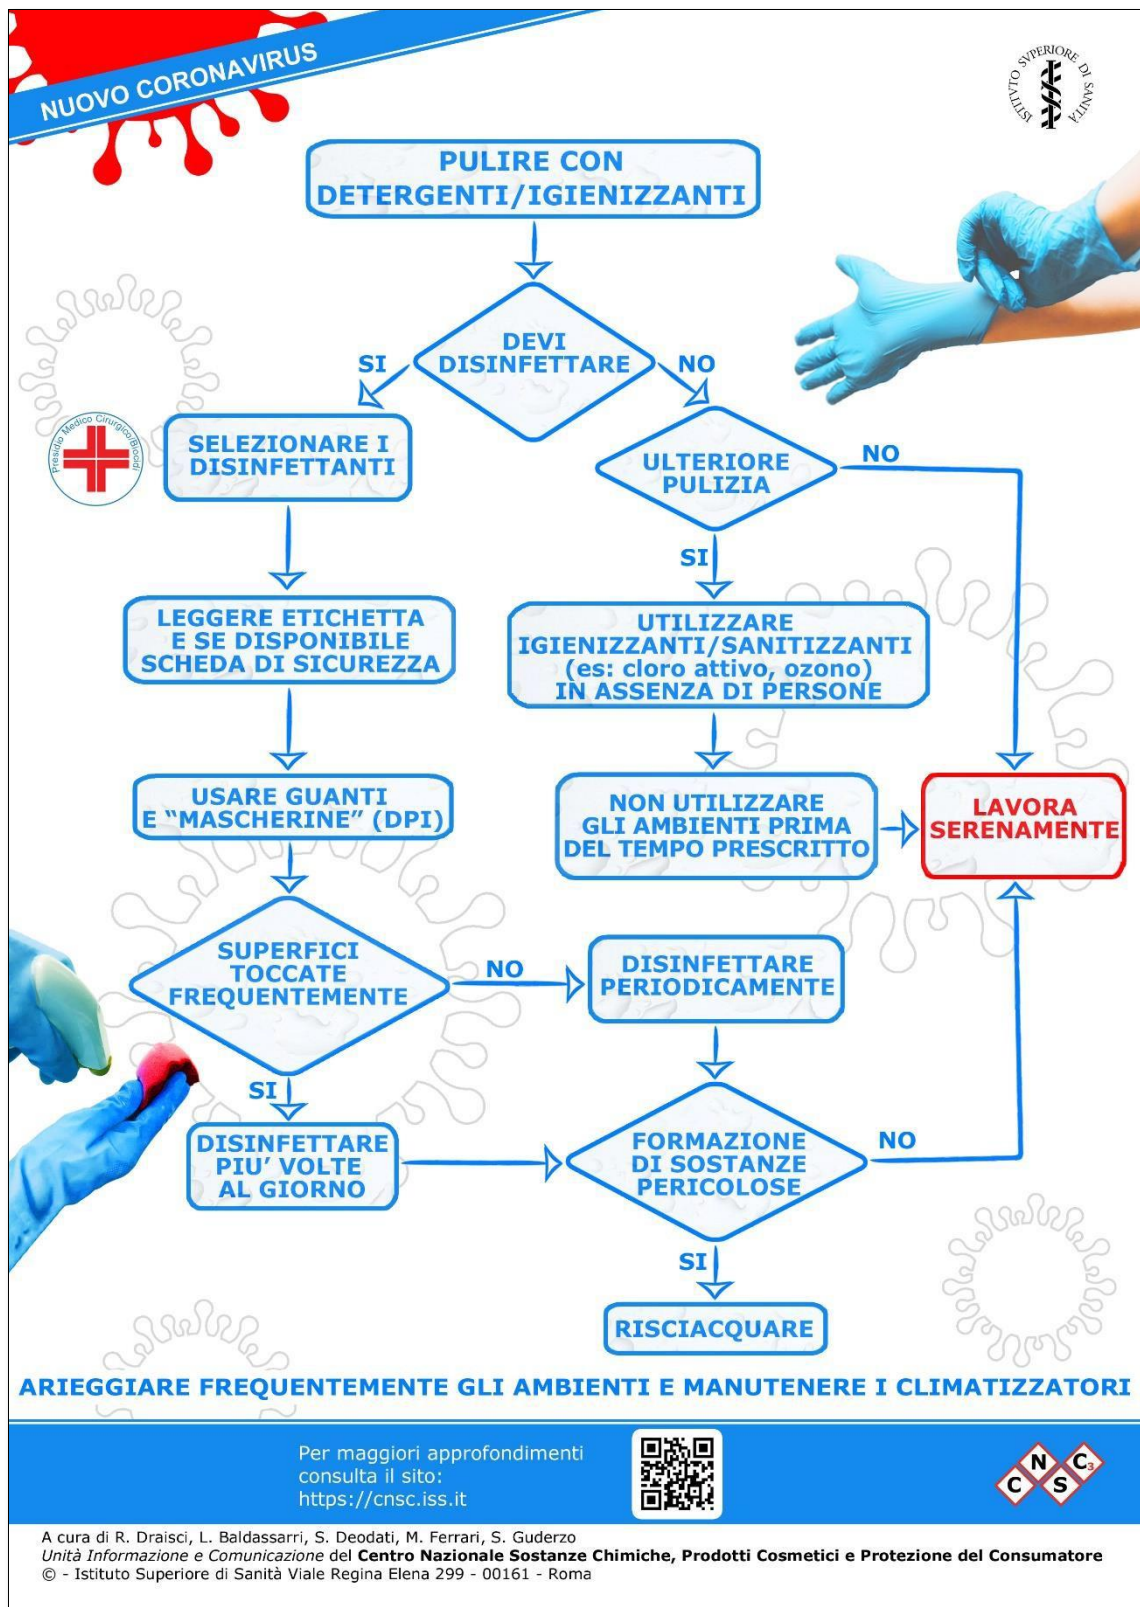 NUOVO CORONAVIRUS
ISTITVTO SVPERIORE DI SANITÀ
PULIRE CON
DETERGENTI/IGIENIZZANTI
DEVI
DISINFETTARE
SI
NO
Presidio Medico Cirurgico/Biocidi
SELEZIONARE I
DISINFETTANTI
ULTERIORE
PULIZIA
NO
SI
LEGGERE ETICHETTA
E SE DISPONIBILE
SCHEDA DI SICUREZZA
UTILIZZARE
IGIENIZZANTI/SANITIZZANTI
(es: cloro attivo, ozono)
IN ASSENZA DI PERSONE
USARE GUANTI
E “MASCHERINE” (DPI)
NON UTILIZZARE
GLI AMBIENTI PRIMA
DEL TEMPO PRESCRITTO
LAVORA
SERENAMENTE
SUPERFICI
TOCCATE
FREQUENTEMENTE
NO
DISINFETTARE
PERIODICAMENTE
SI
DISINFETTARE
PIU’ VOLTE
AL GIORNO
FORMAZIONE
DI SOSTANZE
PERICOLOSE
NO
SI
RISCIACQUARE
ARIEGGIARE FREQUENTEMENTE GLI AMBIENTI E MANUTENERE I CLIMATIZZATORI
Per maggiori approfondimenti
consulta il sito:
https://cnsc.iss.it
C N S C3
A cura di R. Draisci, L. Baldassarri, S. Deodati, M. Ferrari, S. Guderzo
Unità Informazione e Comunicazione del Centro Nazionale Sostanze Chimiche, Prodotti Cosmetici e Protezione del Consumatore
© - Istituto Superiore di Sanità Viale Regina Elena 299 - 00161 - Roma